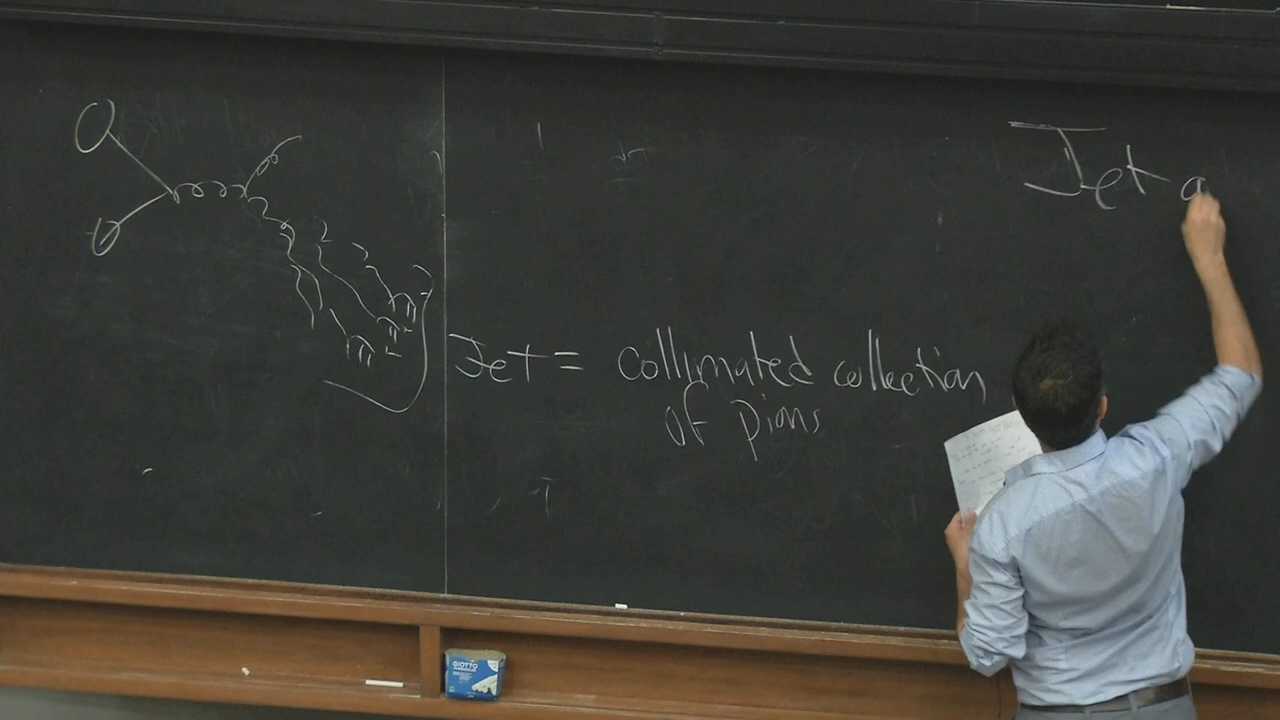 Jet a
Jet = collimated collection
of pions
GIOTTO